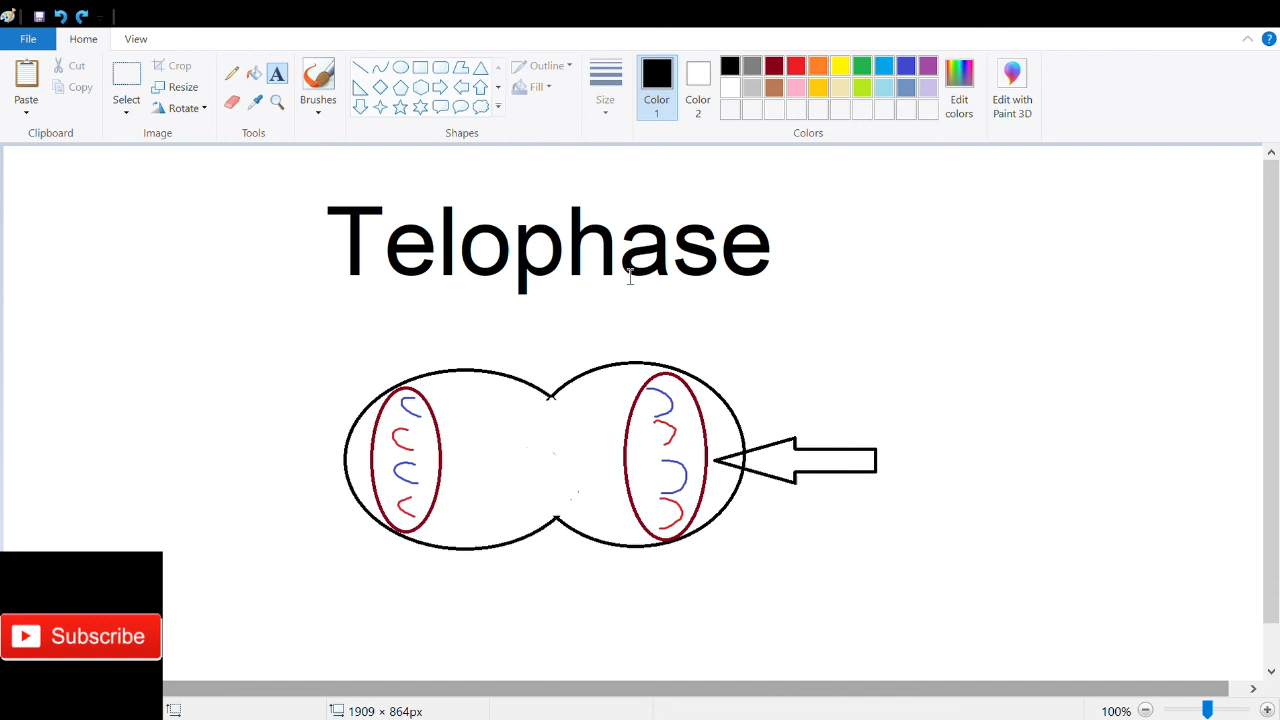 File
Home
View
Paste
Cut
Copy
Clipboard
Select
Crop
Resize
Rotate
Image
A
Tools
Brushes
Outline
Fill
Shapes
Size
Color
1
Color
2
Edit
colors
Colors
Edit with
Paint 3D
?
Telophase
Subscribe
1909 × 864px
100%